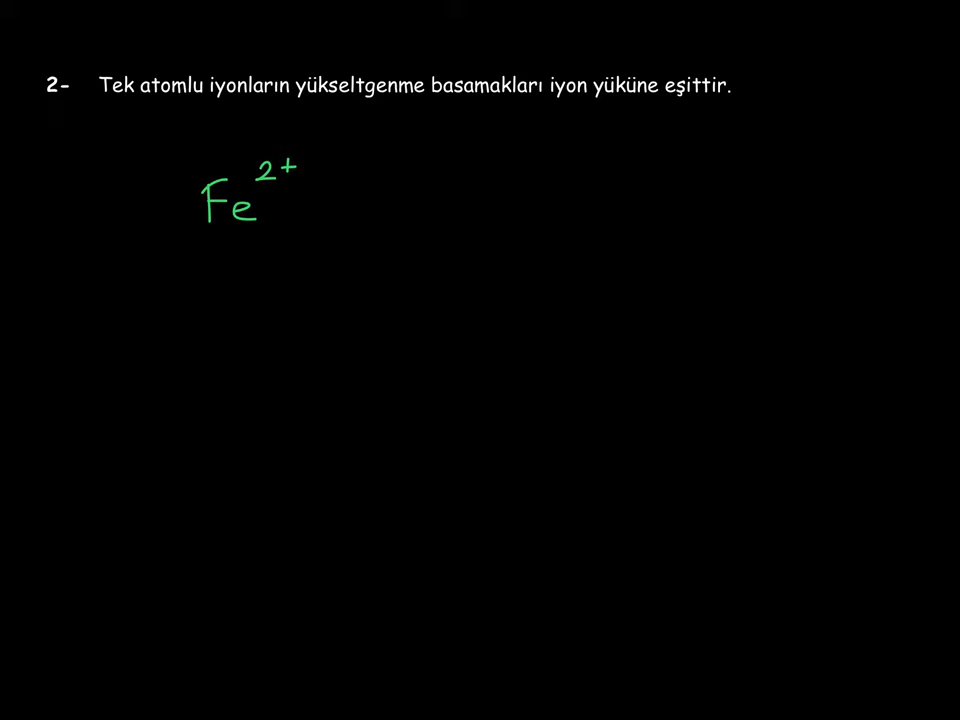 2- Tek atomlu iyonların yükseltgenme basamakları iyon yüküne eşittir.
Fe²⁺